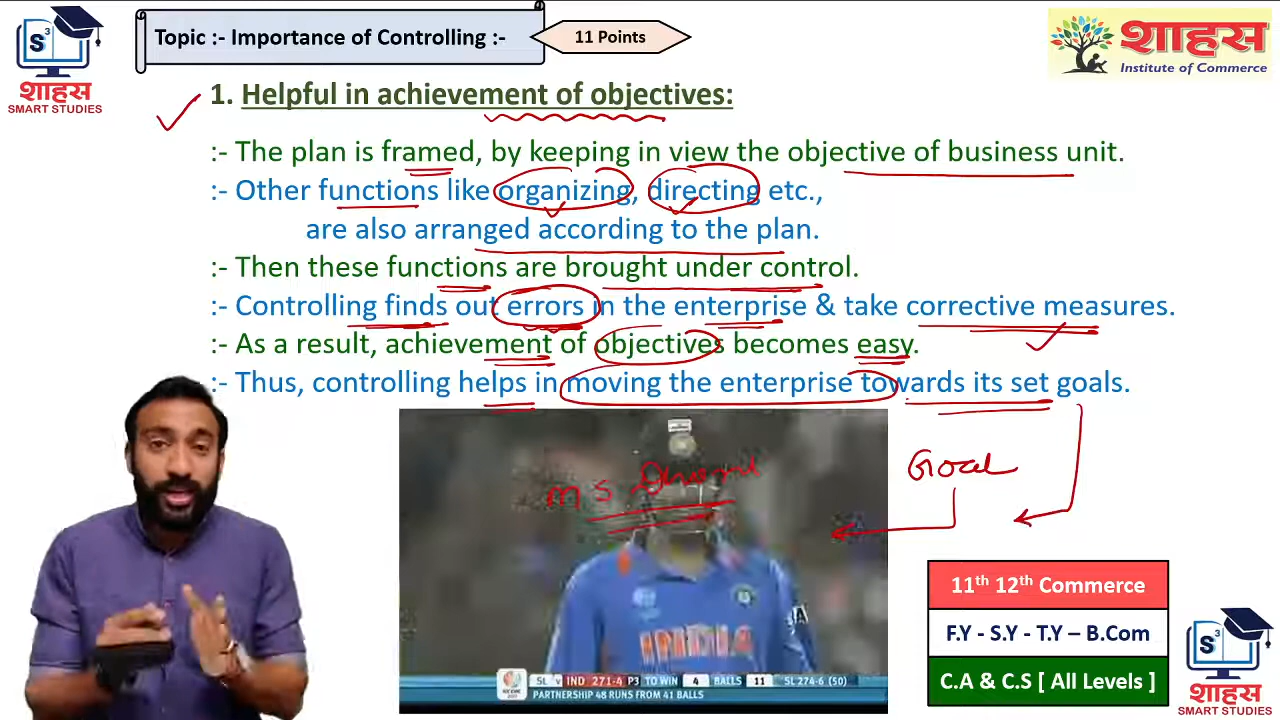 S³
शाहस
SMART STUDIES
Topic :- Importance of Controlling :-
11 Points
शाहस
Institute of Commerce
1. Helpful in achievement of objectives:
:- The plan is framed, by keeping in view the objective of business unit.
:- Other functions like organizing, directing etc.,
are also arranged according to the plan.
:- Then these functions are brought under control.
:- Controlling finds out errors in the enterprise & take corrective measures.
:- As a result, achievement of objectives becomes easy.
:- Thus, controlling helps in moving the enterprise towards its set goals.
Goal
M S Dhoni
INDIA
SL v IND 271-4 P3 TO WIN 4 BALLS 11 SL 274-6 (50)
PARTNERSHIP 48 RUNS FROM 41 BALLS
11th 12th Commerce
F.Y - S.Y - T.Y – B.Com
C.A & C.S [ All Levels ]
S³
शाहस
SMART STUDIES